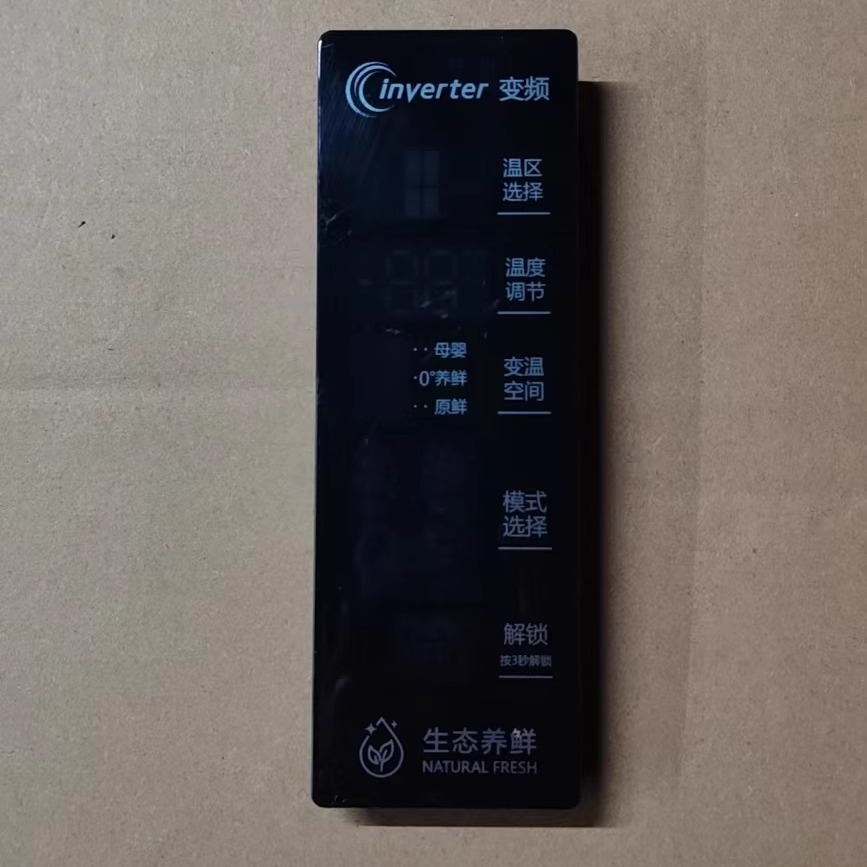 inverter 变频
温区
选择
温度
调节
·· 母婴
·0°养鲜
·· 原鲜
变温
空间
模式
选择
解锁
按3秒解锁
生态养鲜
NATURAL FRESH